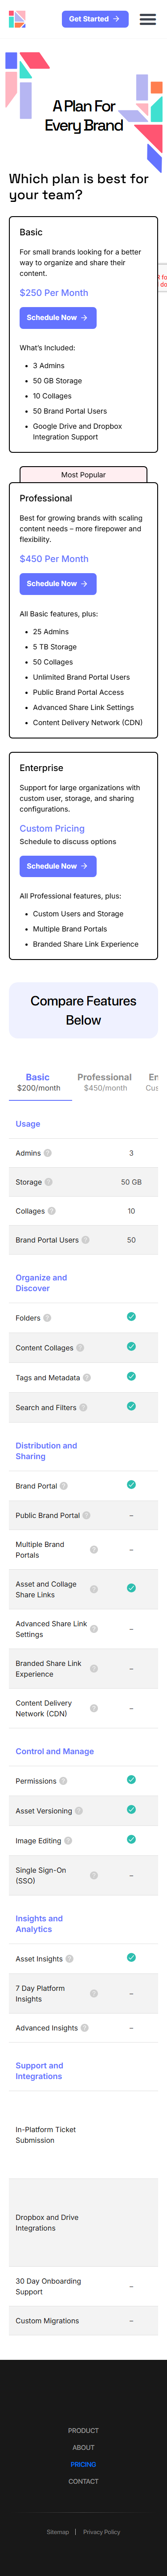 Get Started
A Plan For
Every Brand
Which plan is best for
your team?
Basic
For small brands looking for a better
way to organize and share their
content.
$250 Per Month
Schedule Now
What's Included:
3 Admins
50 GB Storage
10 Collages
50 Brand Portal Users
Google Drive and Dropbox
Integration Support
Most Popular
Professional
Best for growing brands with scaling
content needs – more firepower and
flexibility.
$450 Per Month
Schedule Now
All Basic features, plus:
25 Admins
5 TB Storage
50 Collages
Unlimited Brand Portal Users
Public Brand Portal Access
Advanced Share Link Settings
Content Delivery Network (CDN)
Enterprise
Support for large organizations with
custom user, storage, and sharing
configurations.
Custom Pricing
Schedule to discuss options
Schedule Now
All Professional features, plus:
Custom Users and Storage
Multiple Brand Portals
Branded Share Link Experience
Compare Features
Below
Basic Professional
$200/month $450/month
Usage
Admins ? 3
Storage ? 50 GB
Collages ? 10
Brand Portal Users ? 50
Organize and
Discover
Folders ?
Content Collages ?
Tags and Metadata ?
Search and Filters ?
Distribution and
Sharing
Brand Portal ?
Public Brand Portal ? –
Multiple Brand
Portals ? –
Asset and Collage
Share Links ?
Advanced Share Link
Settings ? –
Branded Share Link
Experience ? –
Content Delivery
Network (CDN) ? –
Control and Manage
Permissions ?
Asset Versioning ?
Image Editing ?
Single Sign-On
(SSO) ? –
Insights and
Analytics
Asset Insights ?
7 Day Platform
Insights ? –
Advanced Insights ? –
Support and
Integrations
In-Platform Ticket
Submission
Dropbox and Drive
Integrations
30 Day Onboarding
Support –
Custom Migrations –
PRODUCT
ABOUT
PRICING
CONTACT
Sitemap | Privacy Policy